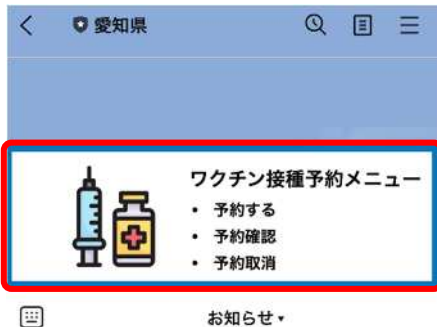 愛知県
ワクチン接種予約メニュー
・ 予約する
・ 予約確認
・ 予約取消
お知らせ▾